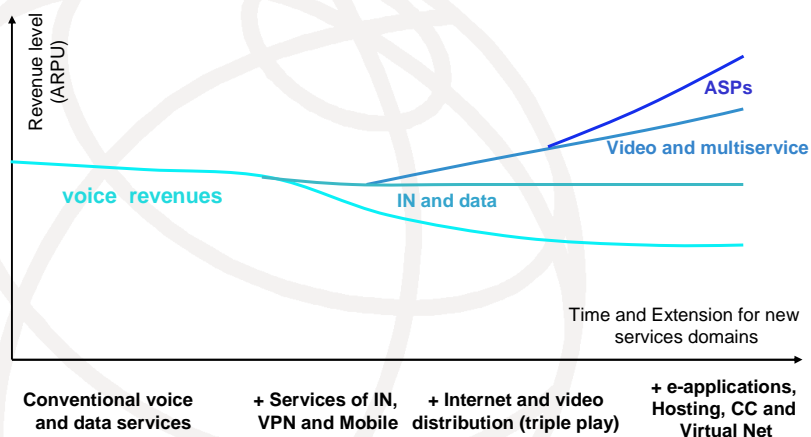 Revenue level
(ARPU)
ASPs
Video and multiservice
voice revenues
IN and data
Time and Extension for new
services domains
Conventional voice
and data services
+ Services of IN,
VPN and Mobile
+ Internet and video
distribution (triple play)
+ e-applications,
Hosting, CC and
Virtual Net